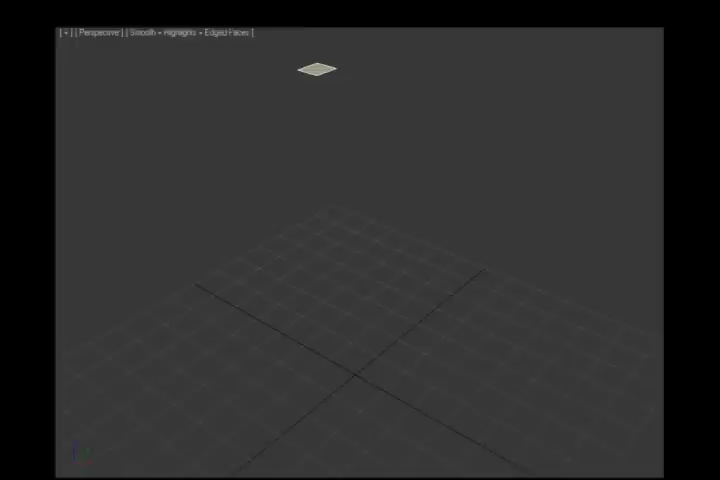 [ + ] [ Perspective ] [ Smooth + Highlights + Edged Faces ]